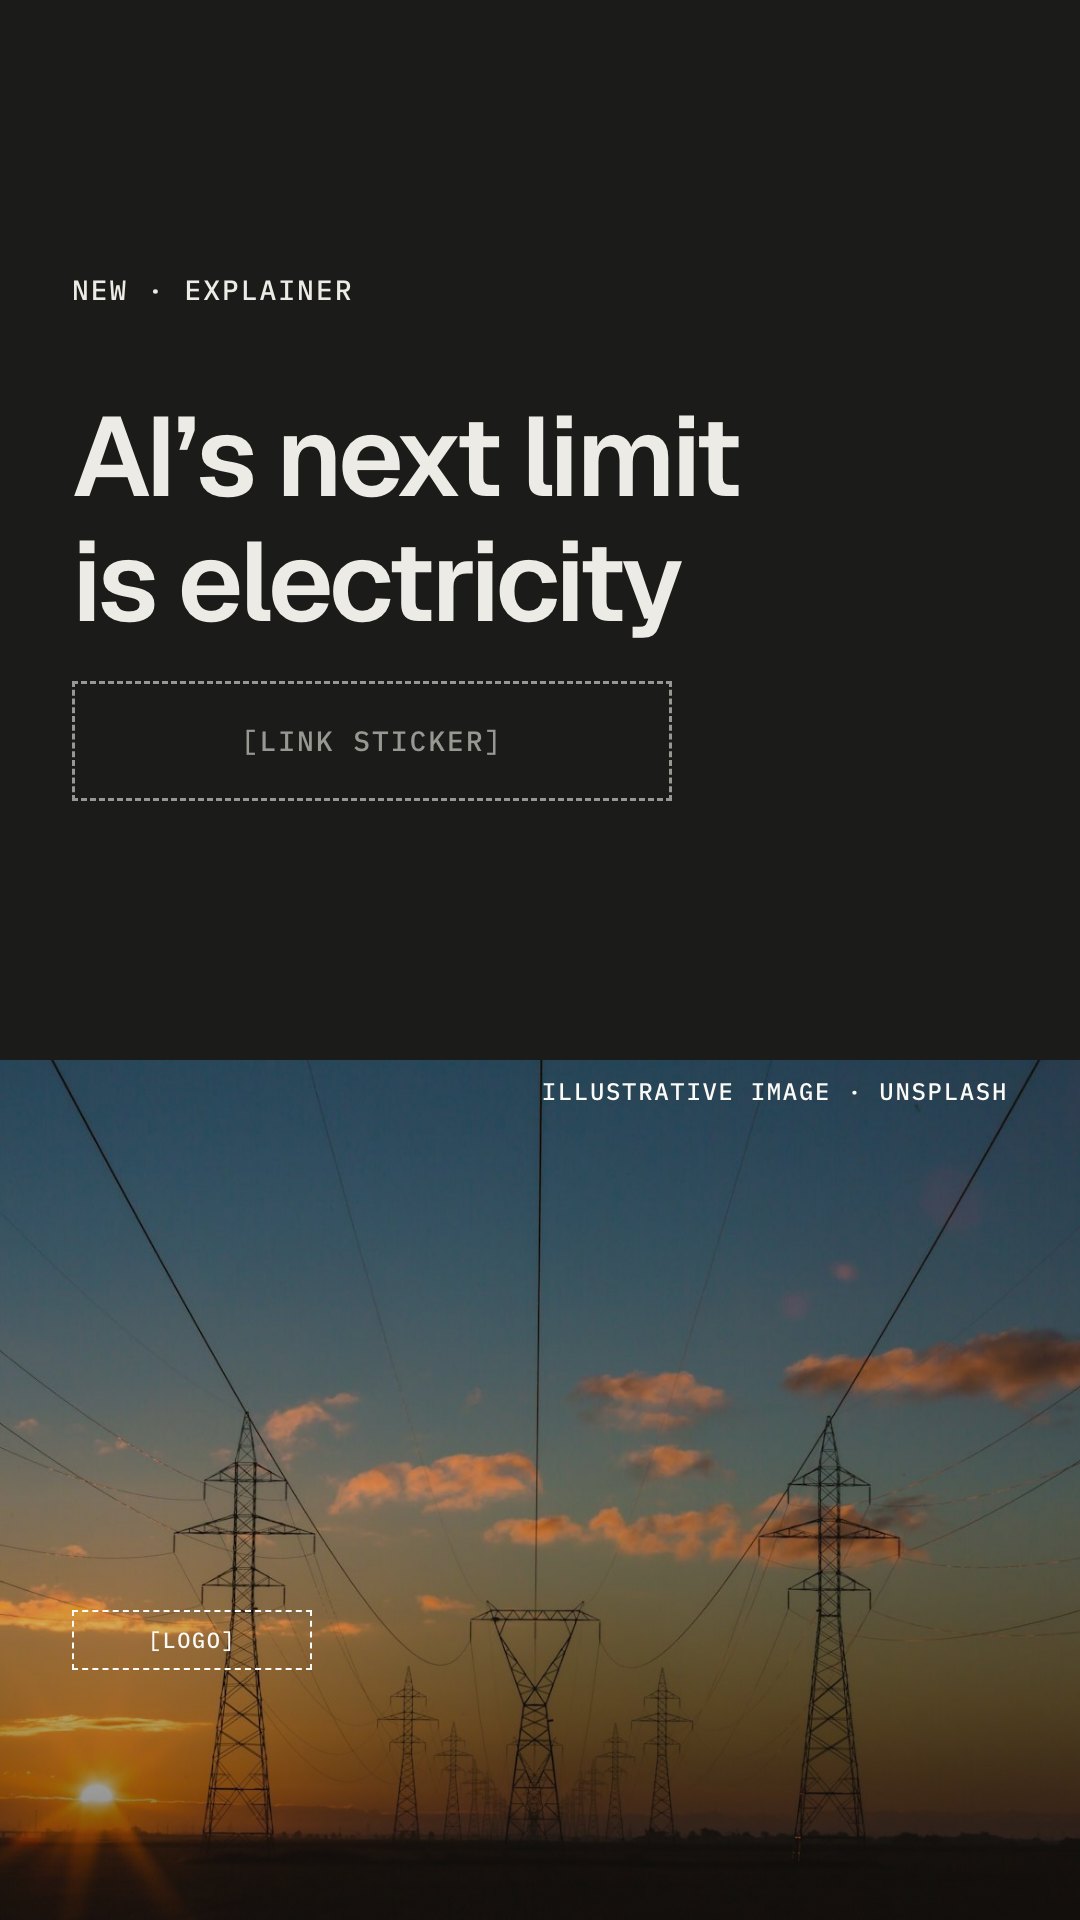 NEW · EXPLAINER
AI’s next limit
is electricity
[LINK STICKER]
ILLUSTRATIVE IMAGE · UNSPLASH
[LOGO]